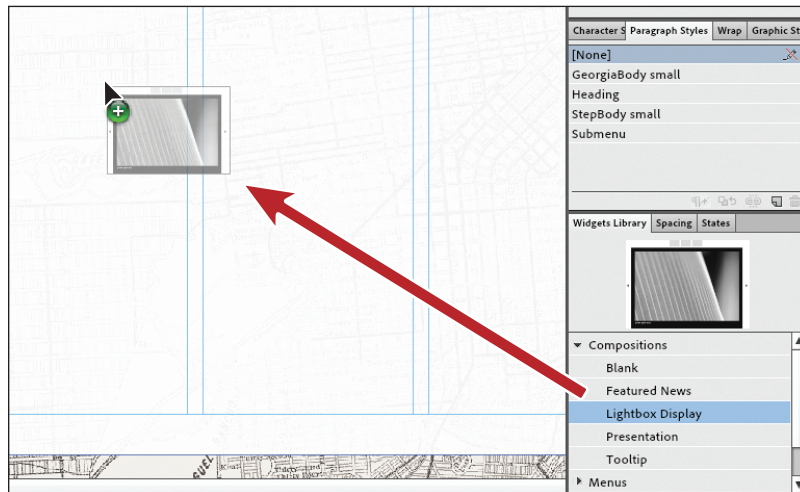 Character S Paragraph Styles Wrap Graphic St
[None]
GeorgiaBody small
Heading
StepBody small
Submenu
Widgets Library Spacing States
Compositions
Blank
Featured News
Lightbox Display
Presentation
Tooltip
Menus
GUEL